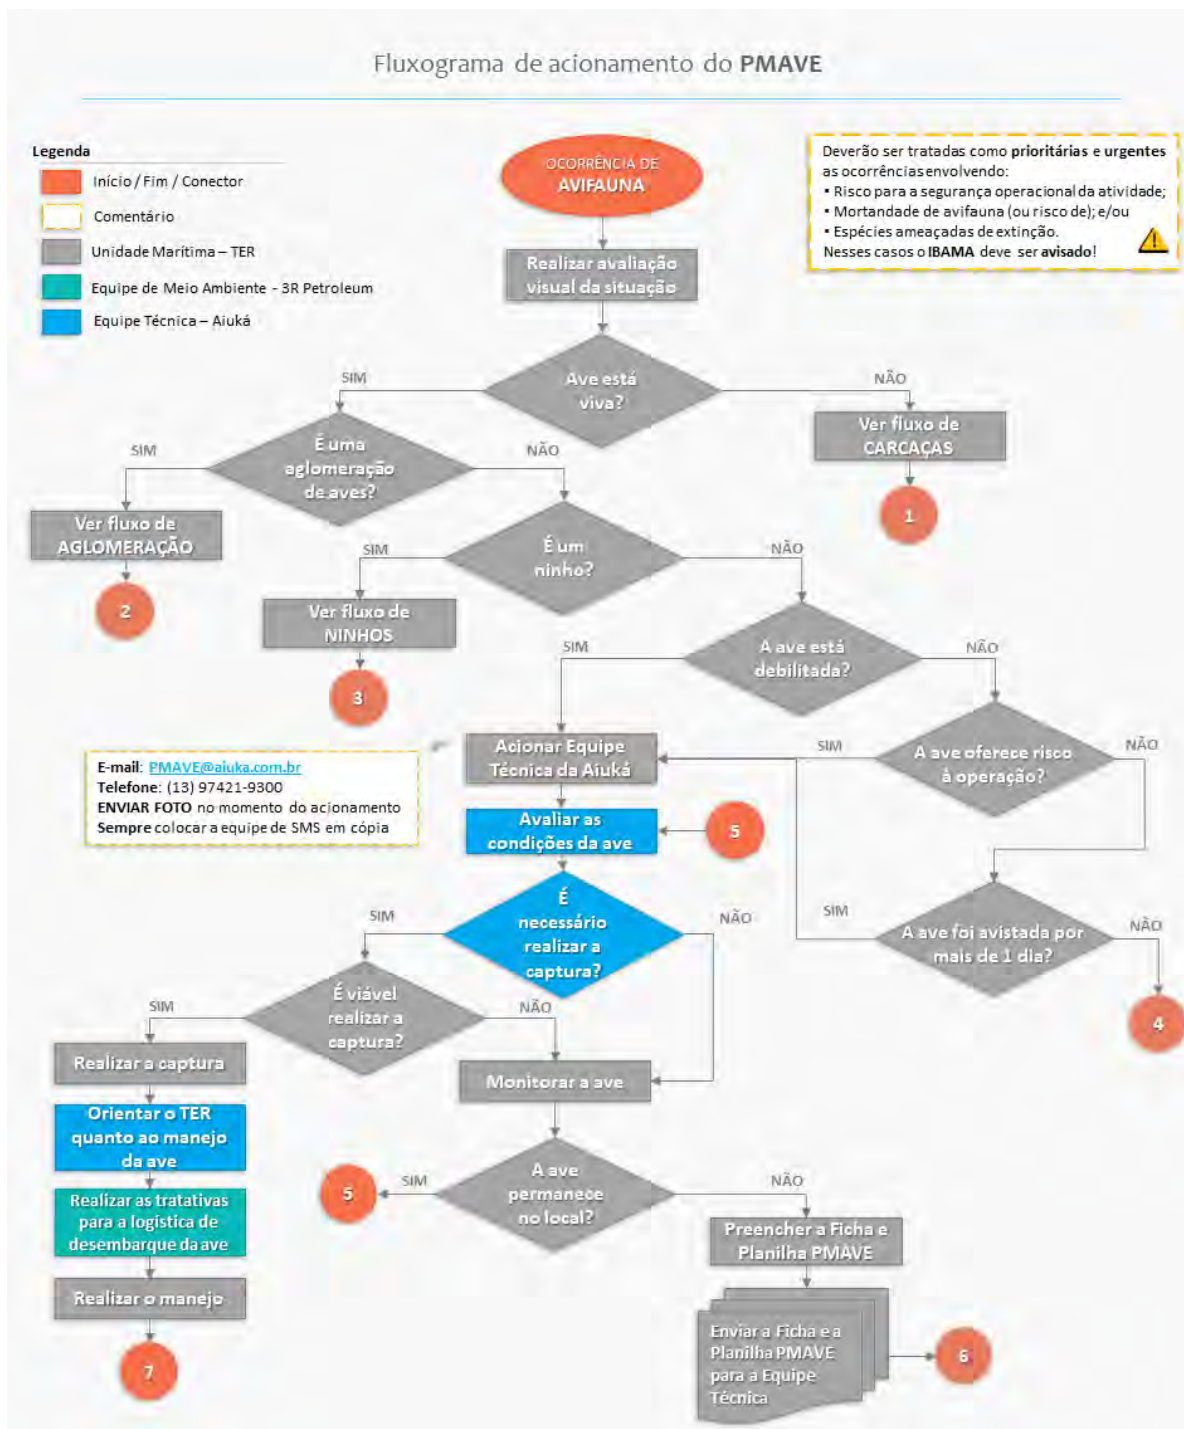 Fluxograma de acionamento do PMAVE
Legenda
Início / Fim / Conector
Comentário
Unidade Marítima – TER
Equipe de Meio Ambiente - 3R Petroleum
Equipe Técnica – Aiuká
OCORRÊNCIA DE
AVIFAUNA
Deverão ser tratadas como prioritárias e urgentes
as ocorrências envolvendo:
▪ Risco para a segurança operacional da atividade;
▪ Mortandade de avifauna (ou risco de); e/ou
▪ Espécies ameaçadas de extinção.
Nesses casos o IBAMA deve ser avisado!
Realizar avaliação
visual da situação
Ave está
viva?
SIM
NÃO
Ver fluxo de
CARCAÇAS
1
É uma
aglomeração
de aves?
SIM
NÃO
Ver fluxo de
AGLOMERAÇÃO
2
É um
ninho?
SIM
NÃO
Ver fluxo de
NINHOS
3
A ave está
debilitada?
SIM
NÃO
A ave oferece risco
à operação?
SIM
NÃO
Acionar Equipe
Técnica da Aiuká
E-mail: PMAVE@aiuka.com.br
Telefone: (13) 97421-9300
ENVIAR FOTO no momento do acionamento
Sempre colocar a equipe de SMS em cópia
Avaliar as
condições da ave
5
A ave foi avistada por
mais de 1 dia?
SIM
NÃO
4
É
necessário
realizar a
captura?
SIM
NÃO
É viável
realizar a
captura?
SIM
NÃO
Realizar a captura
Monitorar a ave
Orientar o TER
quanto ao manejo
da ave
Realizar as tratativas
para a logística de
desembarque da ave
Realizar o manejo
7
A ave
permanece
no local?
SIM
5
NÃO
Preencher a Ficha e
Planilha PMAVE
Enviar a Ficha e a
Planilha PMAVE
para a Equipe
Técnica
6